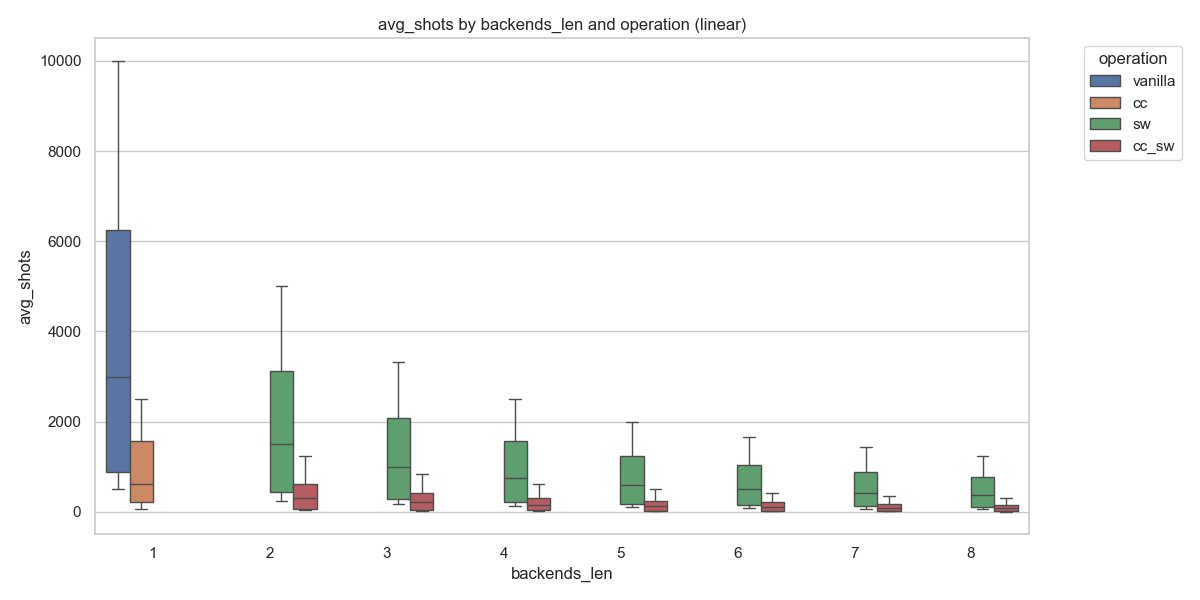 avg_shots by backends_len and operation (linear)
operation
vanilla
cc
sw
cc_sw
avg_shots
10000
8000
6000
4000
2000
0
1 2 3 4 5 6 7 8
backends_len